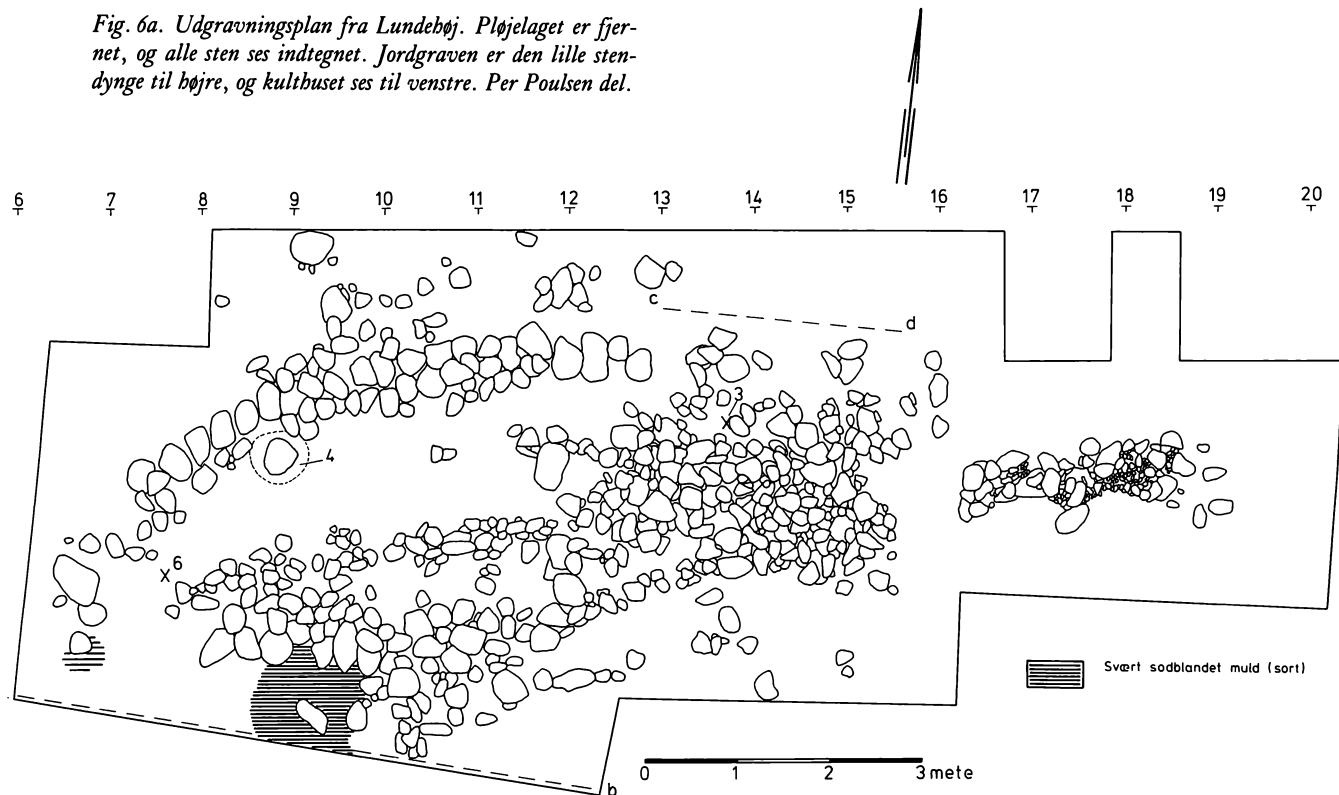 Fig. 6a. Udgravningsplan fra Lundehøj. Pløjelaget er fjer-
net, og alle sten ses indtegnet. Jordgraven er den lille sten-
dynge til højre, og kulthuset ses til venstre. Per Poulsen del.
6 7 8 9 10 11 12 13 14 15 16 17 18 19 20
c
d
3
x
4
x 6
Svært sodblandet muld (sort)
0 1 2 3 mete
b